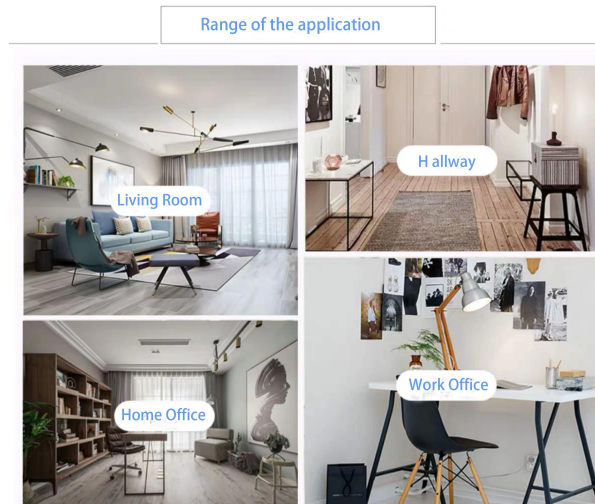 Range of the application
Living Room
H allway
Home Office
Work Office